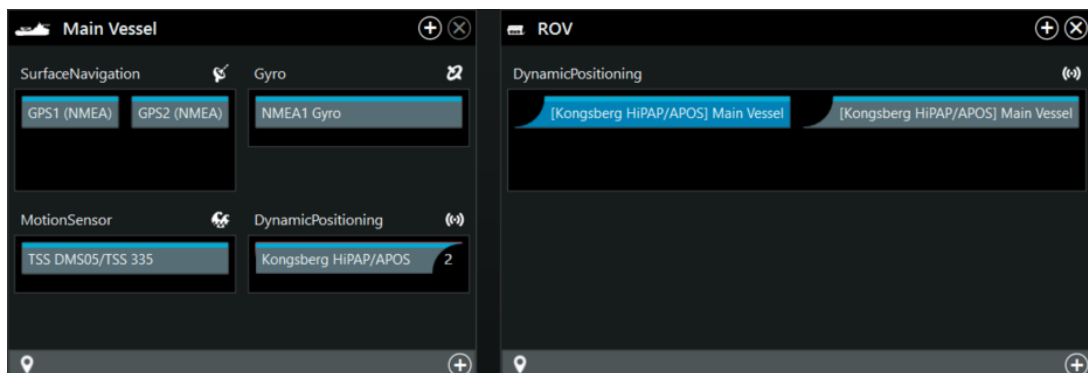 Main Vessel
SurfaceNavigation
GPS1 (NMEA)
GPS2 (NMEA)
Gyro
NMEA1 Gyro
MotionSensor
TSS DMS05/TSS 335
DynamicPositioning
Kongsberg HiPAP/APOS 2
ROV
DynamicPositioning
[Kongsberg HiPAP/APOS] Main Vessel
[Kongsberg HiPAP/APOS] Main Vessel